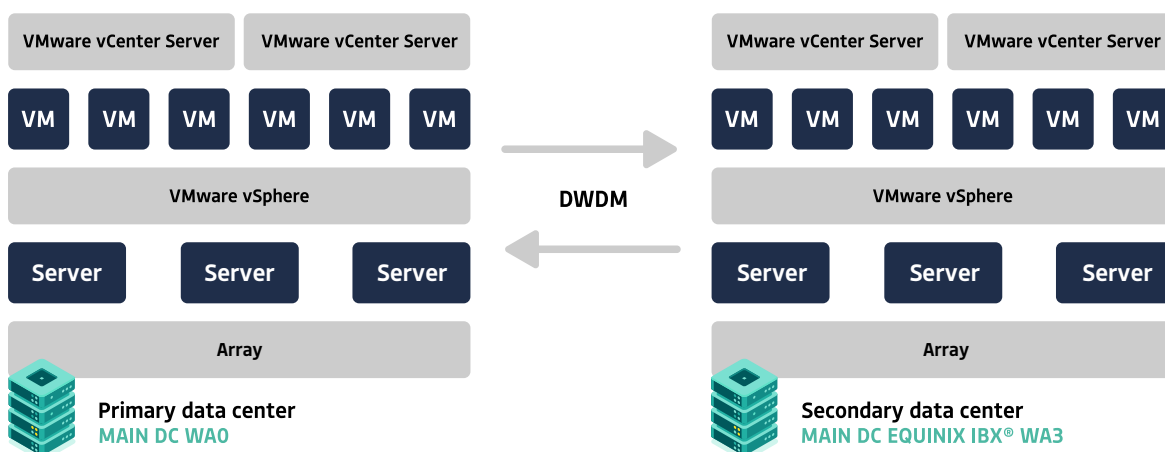 VMware vCenter Server VMware vCenter Server
VM VM VM VM VM VM
VMware vSphere
Server Server Server
Array
Primary data center
MAIN DC WA0
DWDM
VMware vCenter Server VMware vCenter Server
VM VM VM VM VM VM
VMware vSphere
Server Server Server
Array
Secondary data center
MAIN DC EQUINIX IBX® WA3